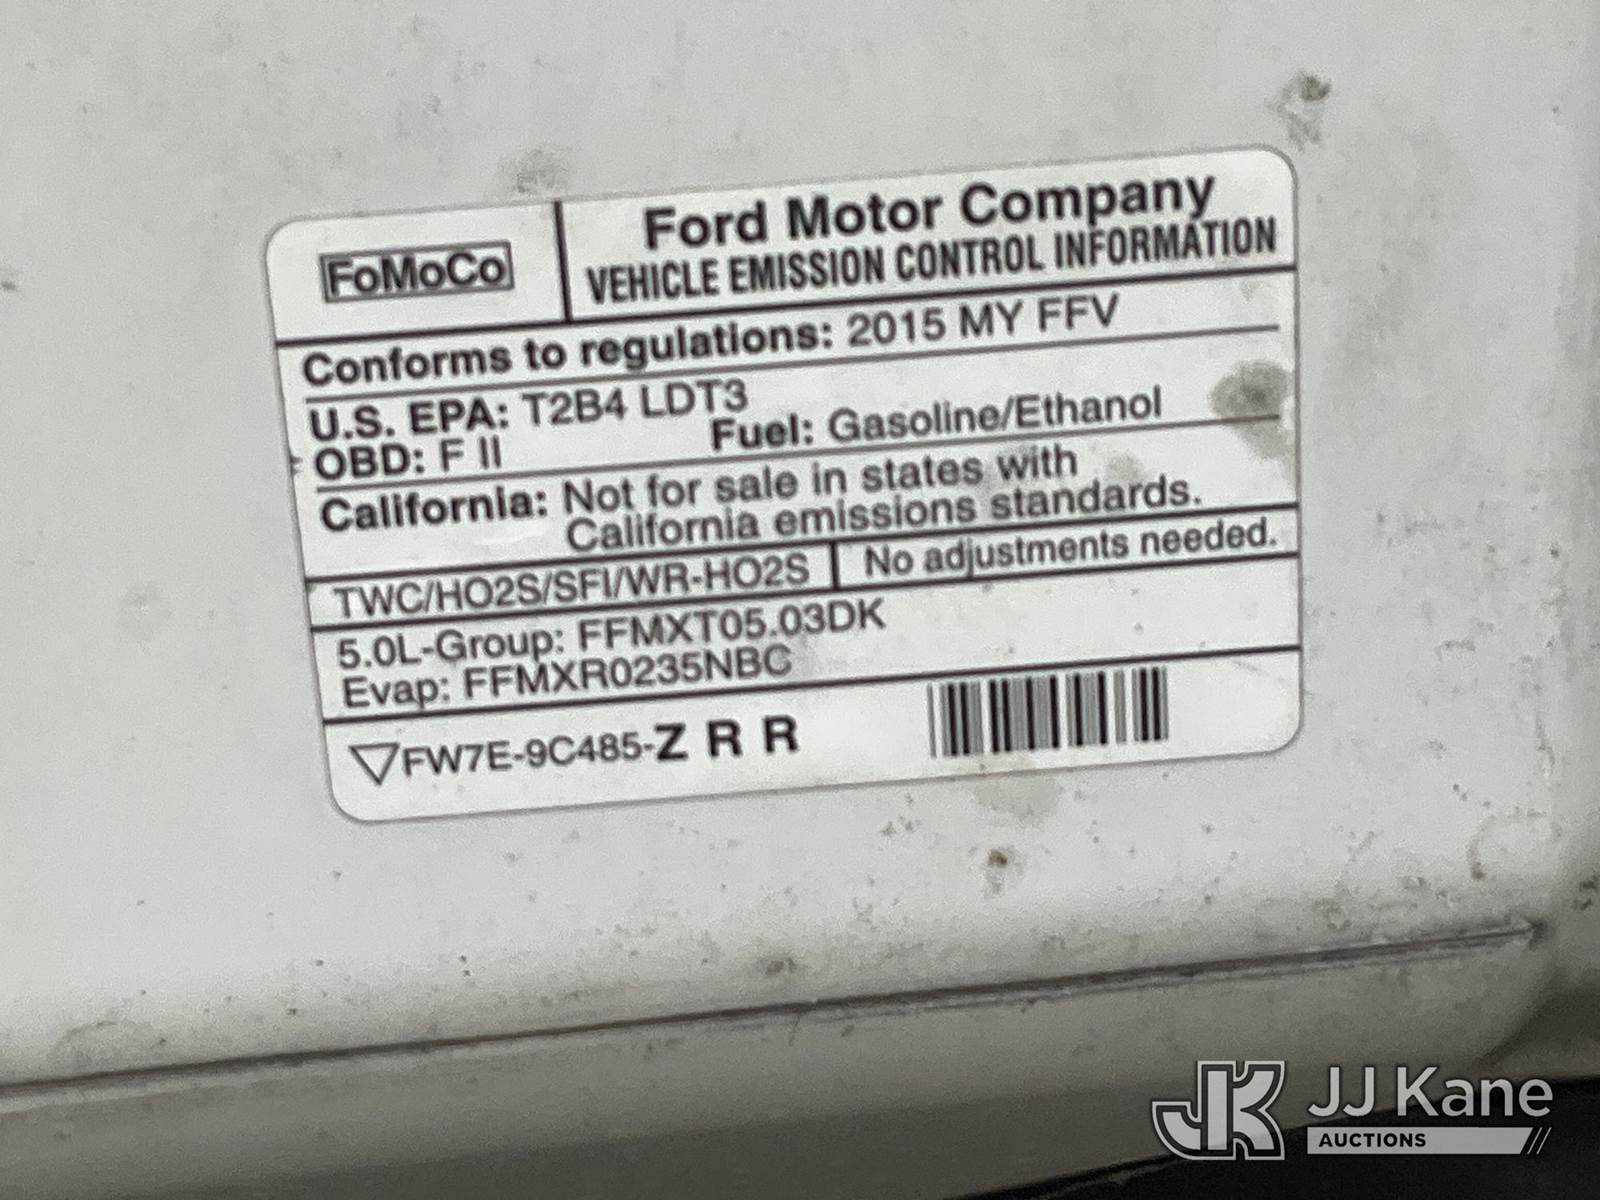 FoMoCo
Ford Motor Company
VEHICLE EMISSION CONTROL INFORMATION
Conforms to regulations: 2015 MY FFV
U.S. EPA: T2B4 LDT3
OBD: F II Fuel: Gasoline/Ethanol
California: Not for sale in states with
California emissions standards.
TWC/HO2S/SFI/WR-HO2S No adjustments needed.
5.0L-Group: FFMXT05.03DK
Evap: FFMXR0235NBC
FW7E-9C485-Z R R
JK JJ Kane
AUCTIONS